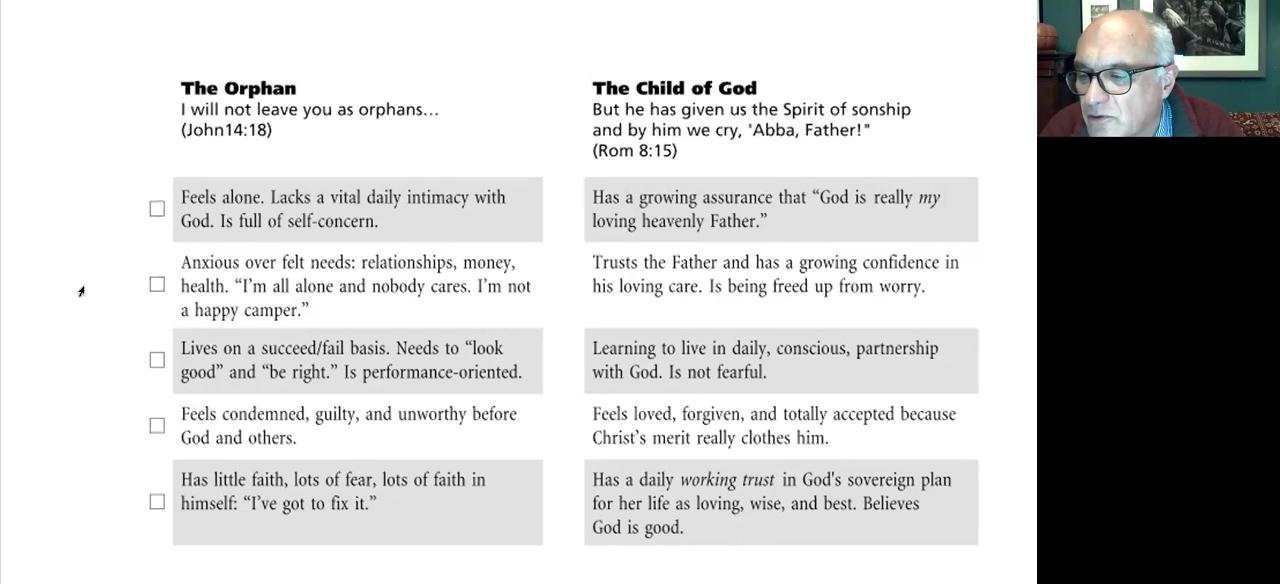 The Orphan
I will not leave you as orphans...
(John14:18)
The Child of God
But he has given us the Spirit of sonship
and by him we cry, 'Abba, Father!"
(Rom 8:15)
Feels alone. Lacks a vital daily intimacy with
God. Is full of self-concern.
Has a growing assurance that “God is really my
loving heavenly Father.”
Anxious over felt needs: relationships, money,
health. “I’m all alone and nobody cares. I’m not
a happy camper.”
Trusts the Father and has a growing confidence in
his loving care. Is being freed up from worry.
Lives on a succeed/fail basis. Needs to “look
good” and “be right.” Is performance-oriented.
Learning to live in daily, conscious, partnership
with God. Is not fearful.
Feels condemned, guilty, and unworthy before
God and others.
Feels loved, forgiven, and totally accepted because
Christ’s merit really clothes him.
Has little faith, lots of fear, lots of faith in
himself: “I’ve got to fix it.”
Has a daily working trust in God's sovereign plan
for her life as loving, wise, and best. Believes
God is good.